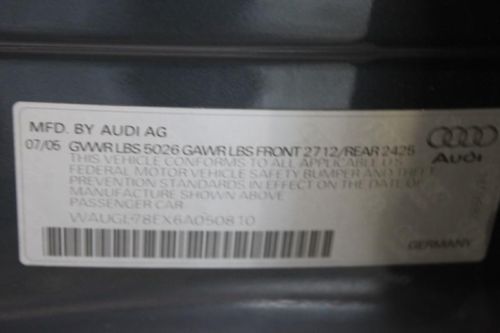 MFD. BY AUDI AG
07/05 GVWR LBS 5026 GAWR LBS FRONT 2712/REAR 2425
THIS VEHICLE CONFORMS TO ALL APPLICABLE
FEDERAL MOTOR VEHICLE SAFETY BUMPER AND THEFT
PREVENTION STANDARDS IN EFFECT ON THE DATE OF
MANUFACTURE SHOWN ABOVE
PASSENGER CAR
Audi
GERMANY